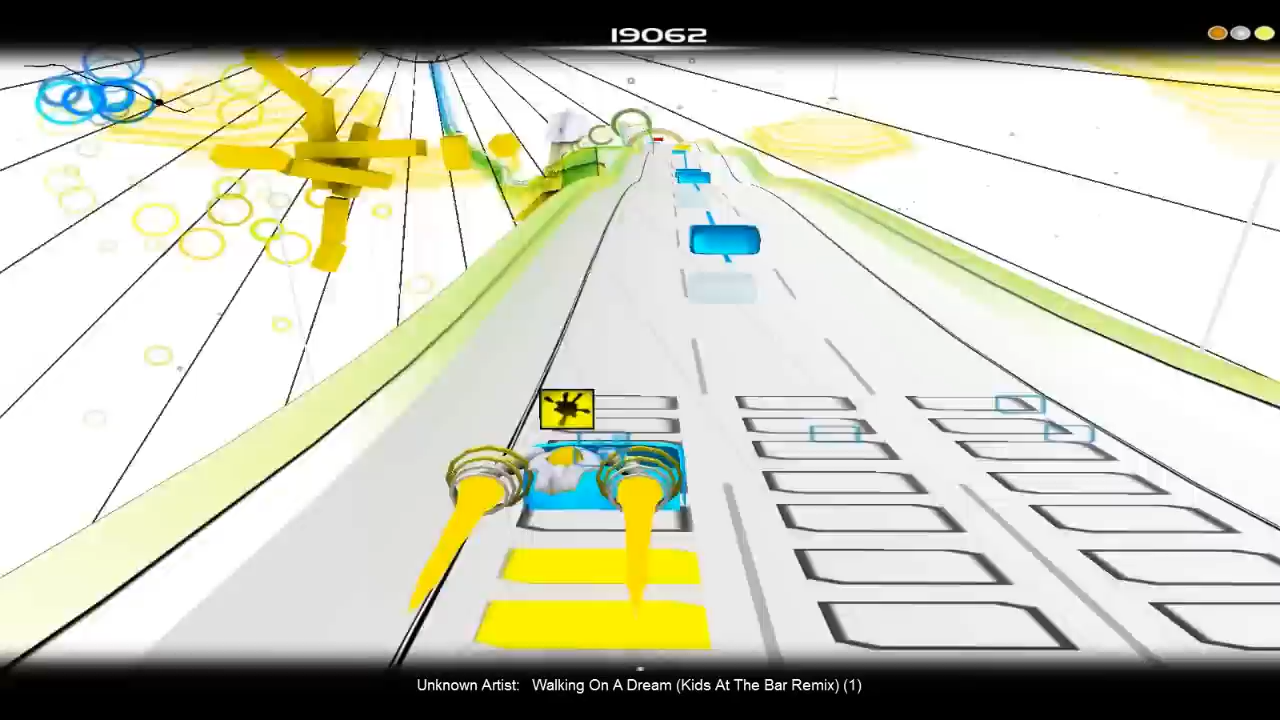 19062
Unknown Artist: Walking On A Dream (Kids At The Bar Remix) (1)